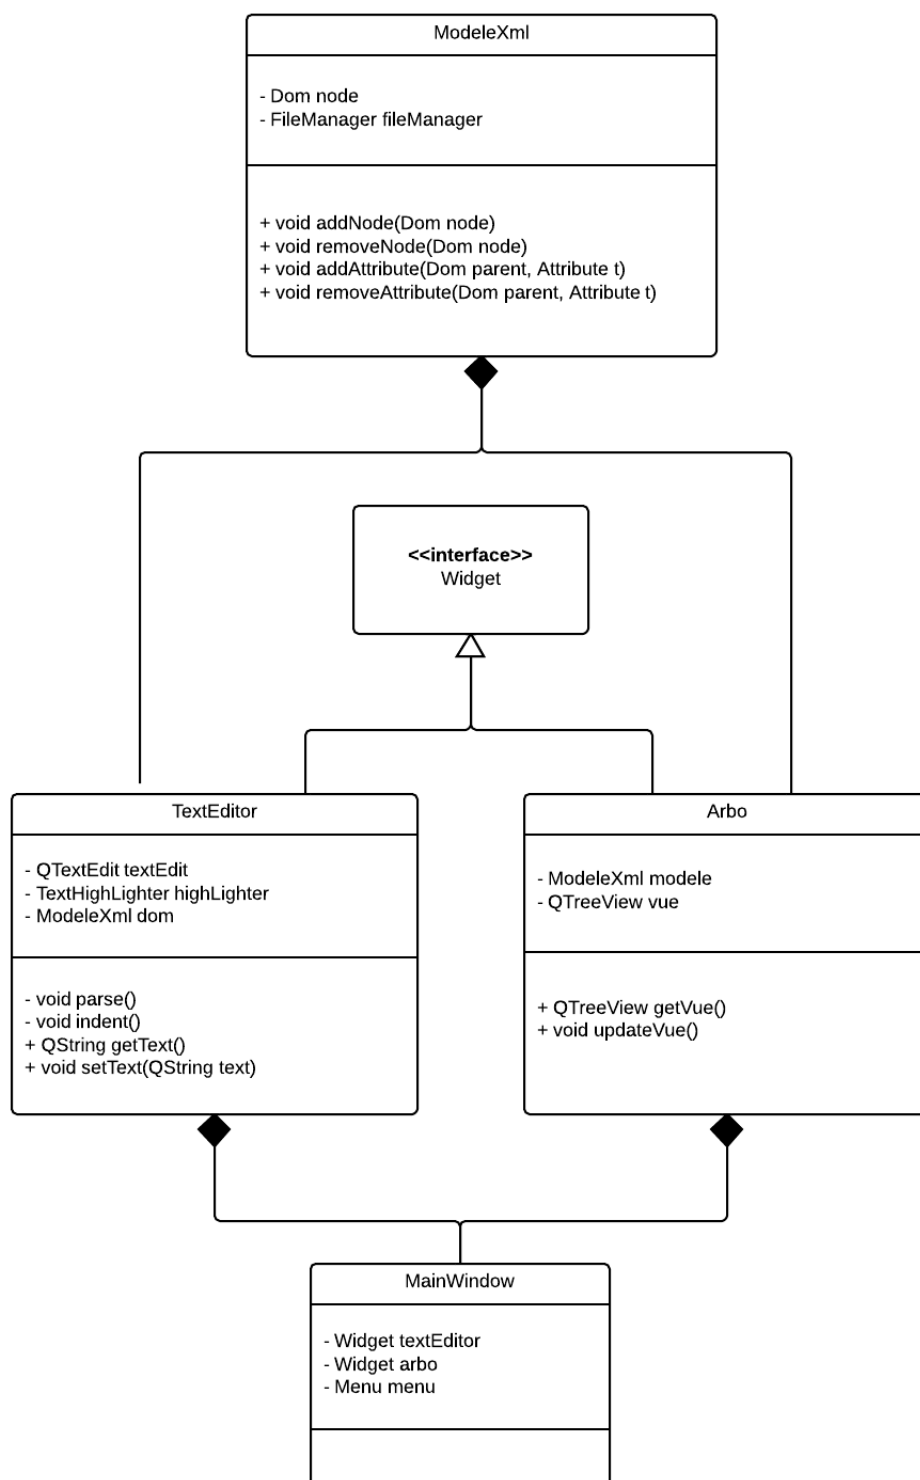 ModeleXml
- Dom node
- FileManager fileManager
+ void addNode(Dom node)
+ void removeNode(Dom node)
+ void addAttribute(Dom parent, Attribute t)
+ void removeAttribute(Dom parent, Attribute t)
<<interface>>
Widget
TextEditor
- QTextEdit textEdit
- TextHighLighter highLighter
- ModeleXml dom
- void parse()
- void indent()
+ QString getText()
+ void setText(QString text)
Arbo
- ModeleXml modele
- QTreeView vue
+ QTreeView getVue()
+ void updateVue()
MainWindow
- Widget textEditor
- Widget arbo
- Menu menu